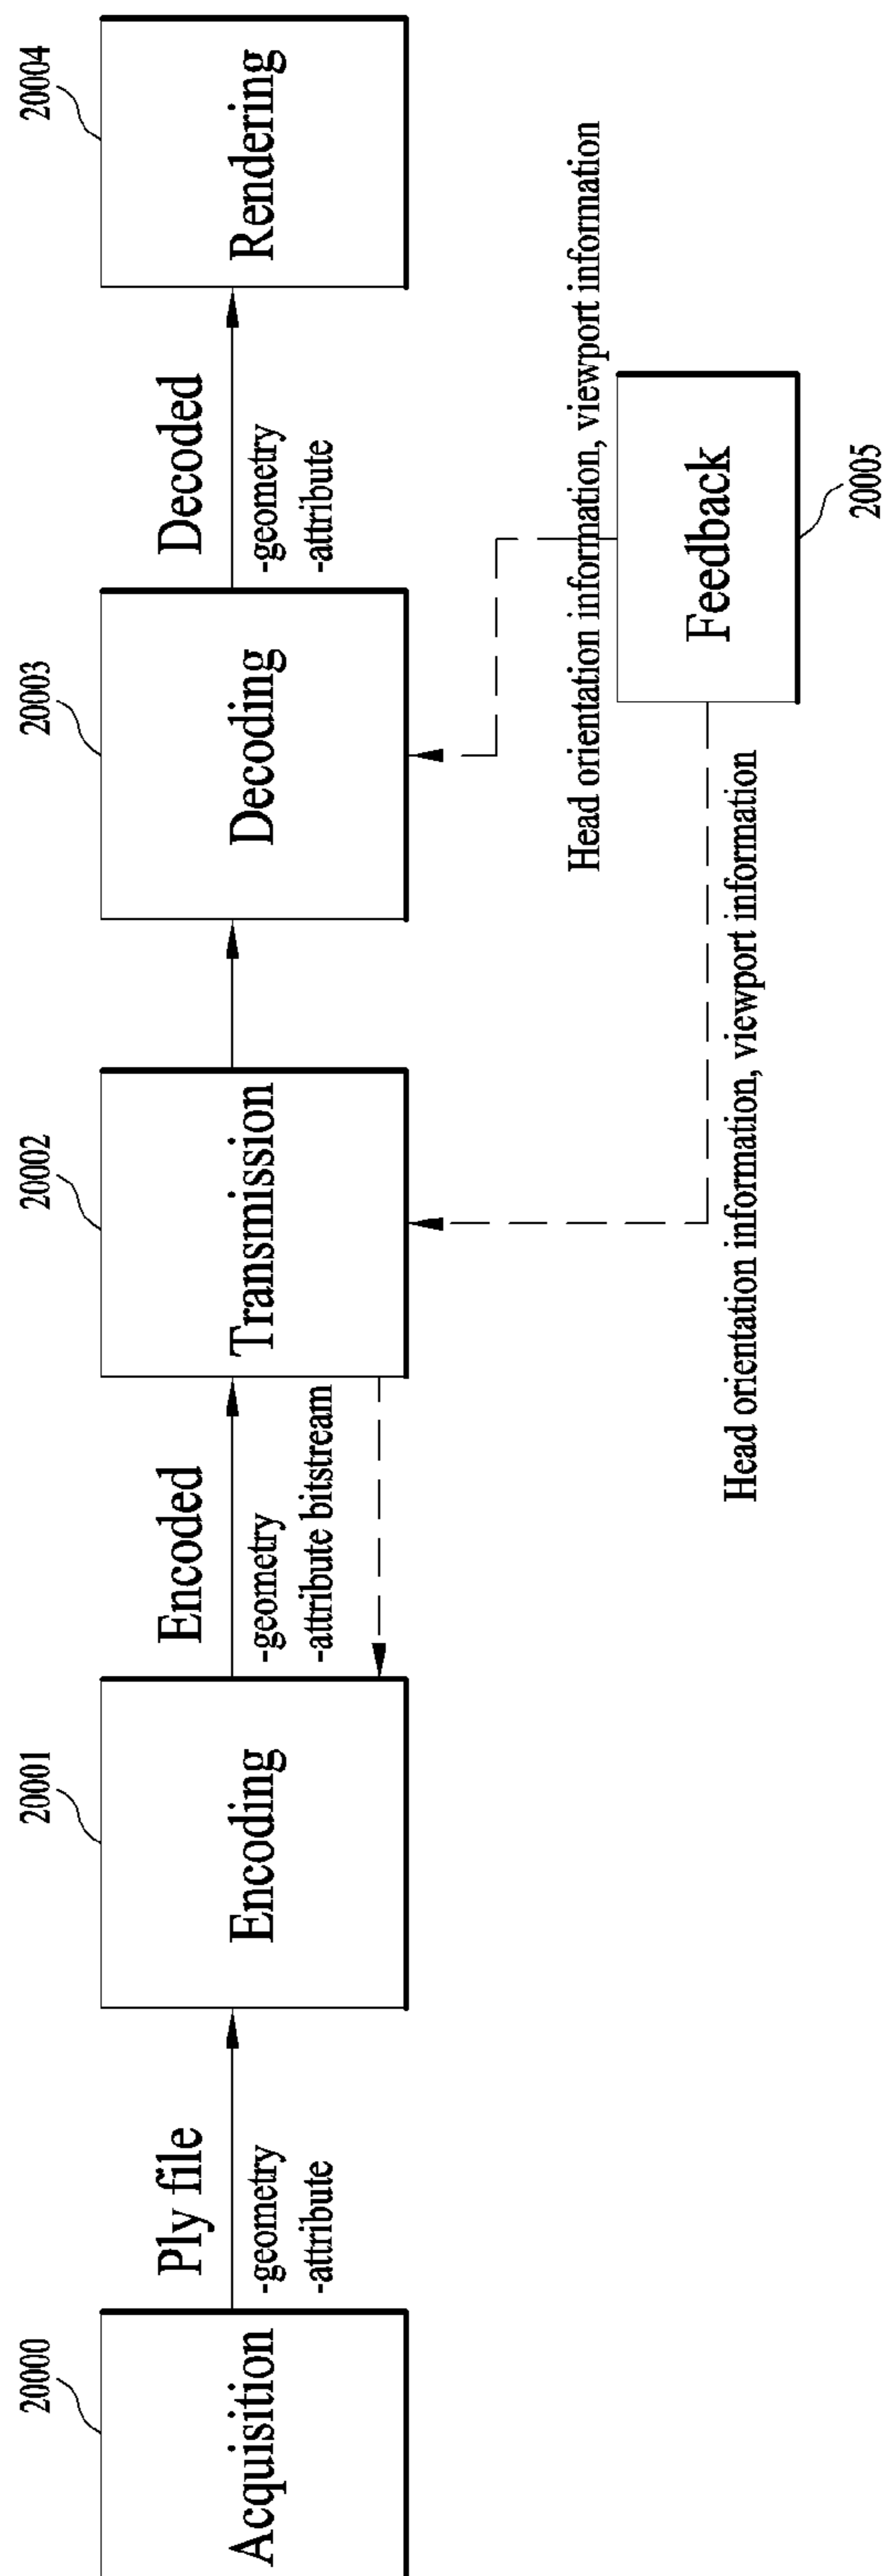 20000
Acquisition
Ply file
-geometry
-attribute
20001
Encoding
Encoded
-geometry
-attribute bitstream
20002
Transmission
20003
Decoding
Decoded
-geometry
-attribute
20004
Rendering
Head orientation information, viewport information
Feedback
20005
Head orientation information, viewport information